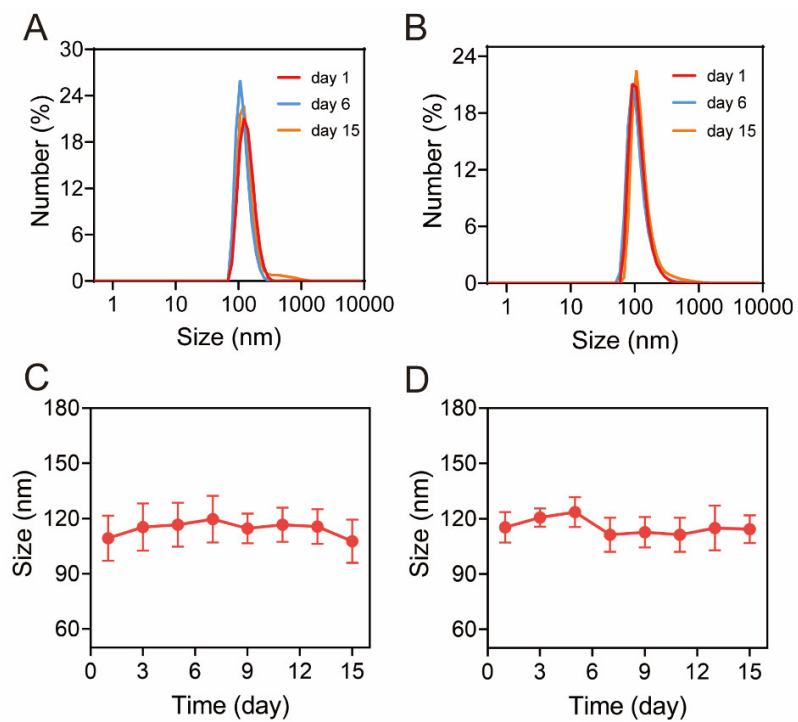 A
30
24
18
12
6
0
Number (%)
day 1
day 6
day 15
1 10 100 1000 10000
Size (nm)
B
24
18
12
6
0
Number (%)
day 1
day 6
day 15
1 10 100 1000 10000
Size (nm)
C
180
150
120
90
60
Size (nm)
0 3 6 9 12 15
Time (day)
D
180
150
120
90
60
Size (nm)
0 3 6 9 12 15
Time (day)